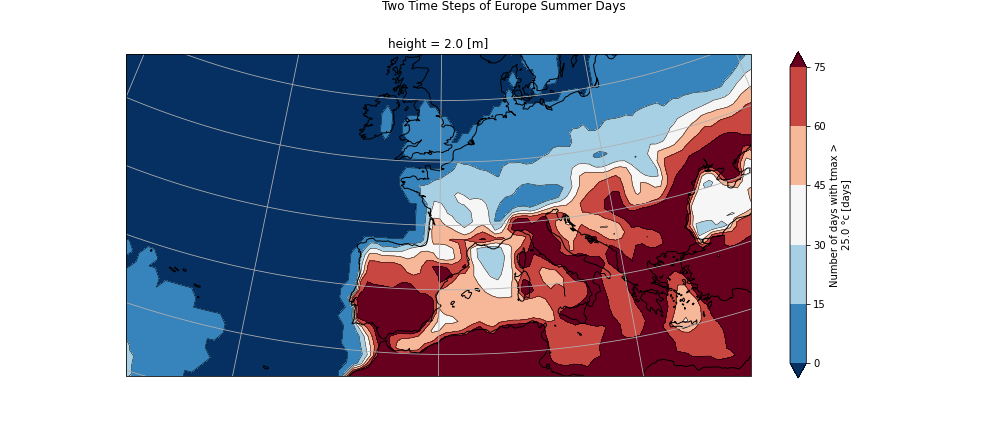 Two Time Steps of Europe Summer Days
height = 2.0 [m]
75
60
45
30
15
0
Number of days with tmax >
25.0 °c [days]